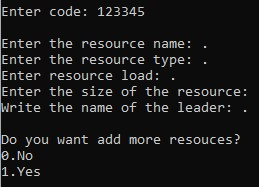 Enter code: 123345
Enter the resource name: .
Enter the resource type: .
Enter resource load: .
Enter the size of the resource:
Write the name of the leader: .
Do you want add more resouces?
0.No
1.Yes